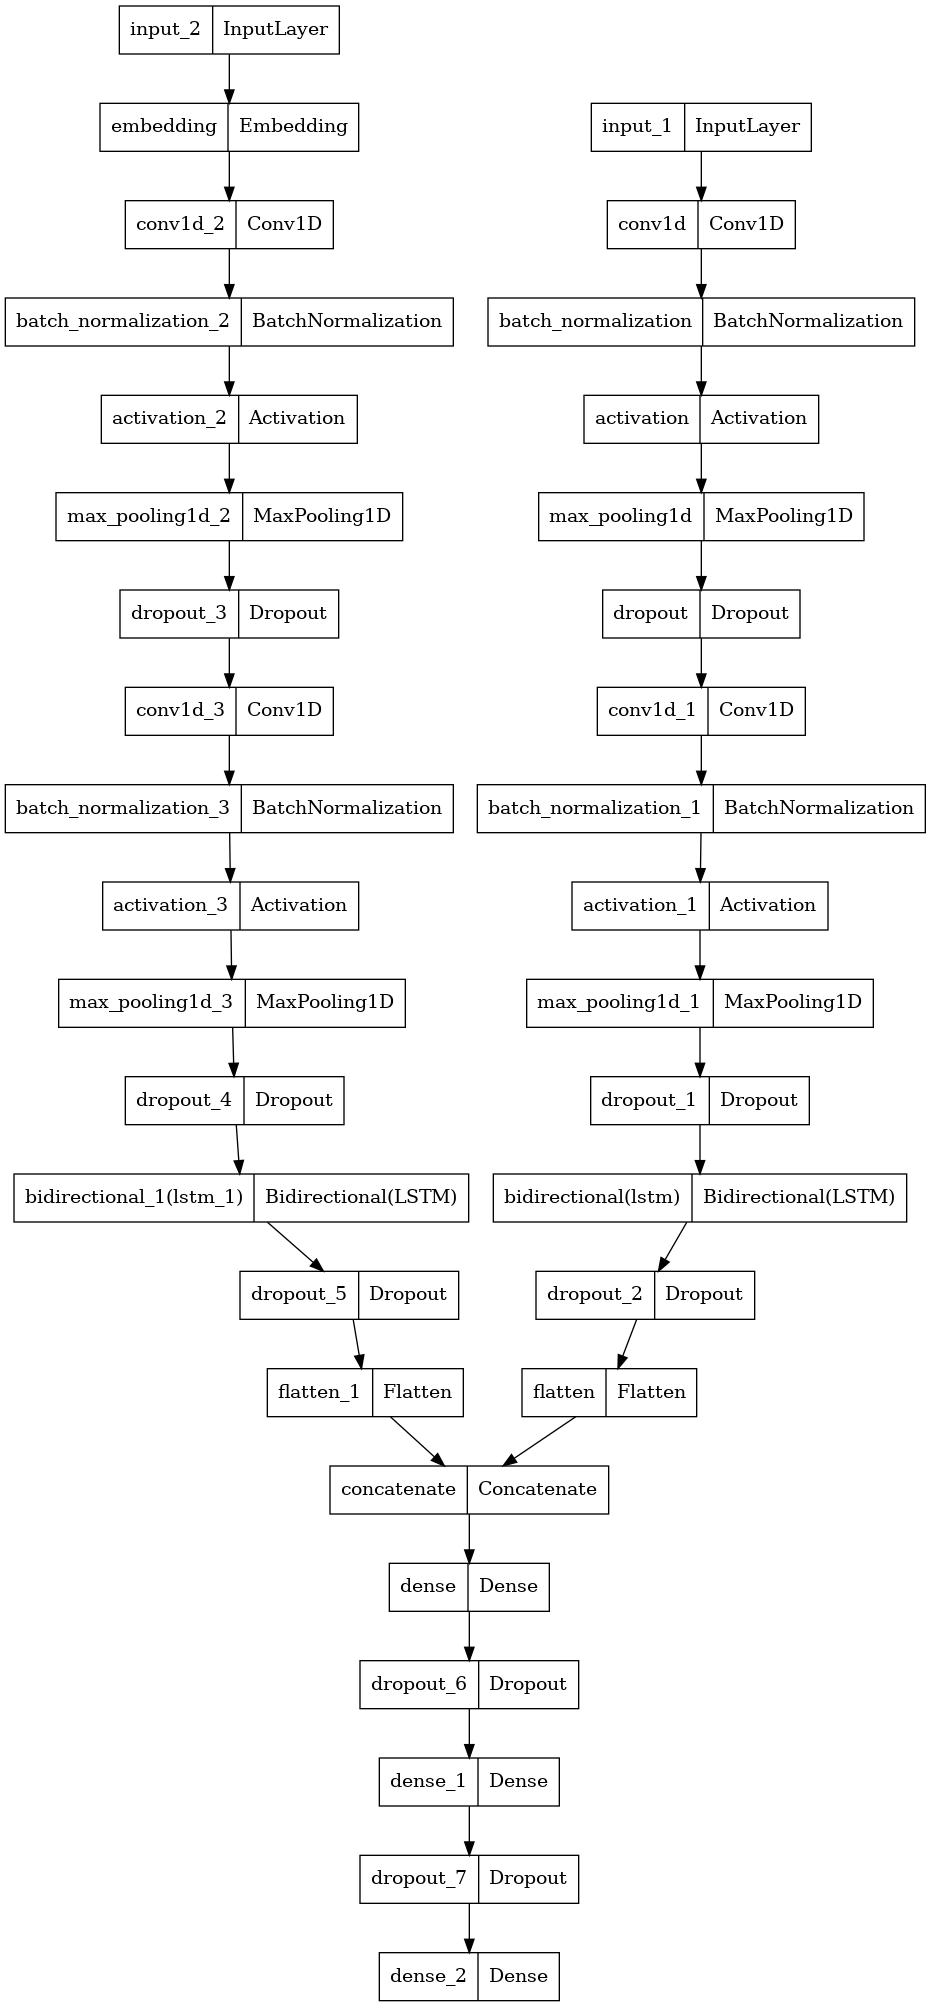 input_2 InputLayer
embedding Embedding
input_1 InputLayer
conv1d_2 Conv1D
conv1d Conv1D
batch_normalization_2 BatchNormalization
batch_normalization BatchNormalization
activation_2 Activation
activation Activation
max_pooling1d_2 MaxPooling1D
max_pooling1d MaxPooling1D
dropout_3 Dropout
dropout Dropout
conv1d_3 Conv1D
conv1d_1 Conv1D
batch_normalization_3 BatchNormalization
batch_normalization_1 BatchNormalization
activation_3 Activation
activation_1 Activation
max_pooling1d_3 MaxPooling1D
max_pooling1d_1 MaxPooling1D
dropout_4 Dropout
dropout_1 Dropout
bidirectional_1(lstm_1) Bidirectional(LSTM)
bidirectional(lstm) Bidirectional(LSTM)
dropout_5 Dropout
dropout_2 Dropout
flatten_1 Flatten
flatten Flatten
concatenate Concatenate
dense Dense
dropout_6 Dropout
dense_1 Dense
dropout_7 Dropout
dense_2 Dense